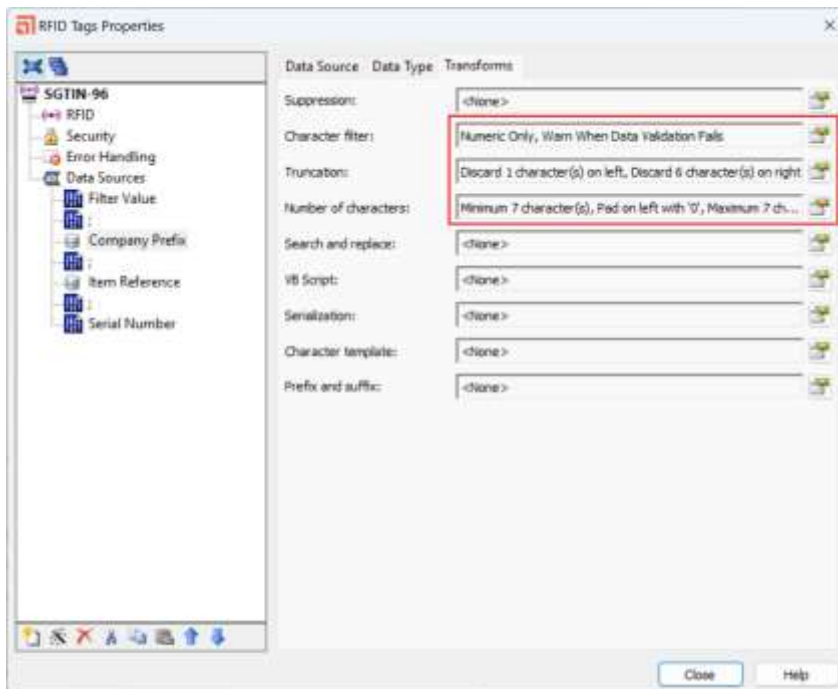 RFID Tags Properties
Data Source Data Type Transforms
SGTIN-96
RFID
Security
Error Handling
Data Sources
Filter Value
:
Company Prefix
:
Item Reference
:
Serial Number
Suppression: <None>
Character filter: Numeric Only, Warn When Data Validation Fails
Truncation: Discard 1 character(s) on left, Discard 6 character(s) on right
Number of characters: Minimum 7 character(s), Pad on left with '0', Maximum 7 ch...
Search and replace: <None>
VB Script: <None>
Serialization: <None>
Character template: <None>
Prefix and suffix: <None>
Close Help